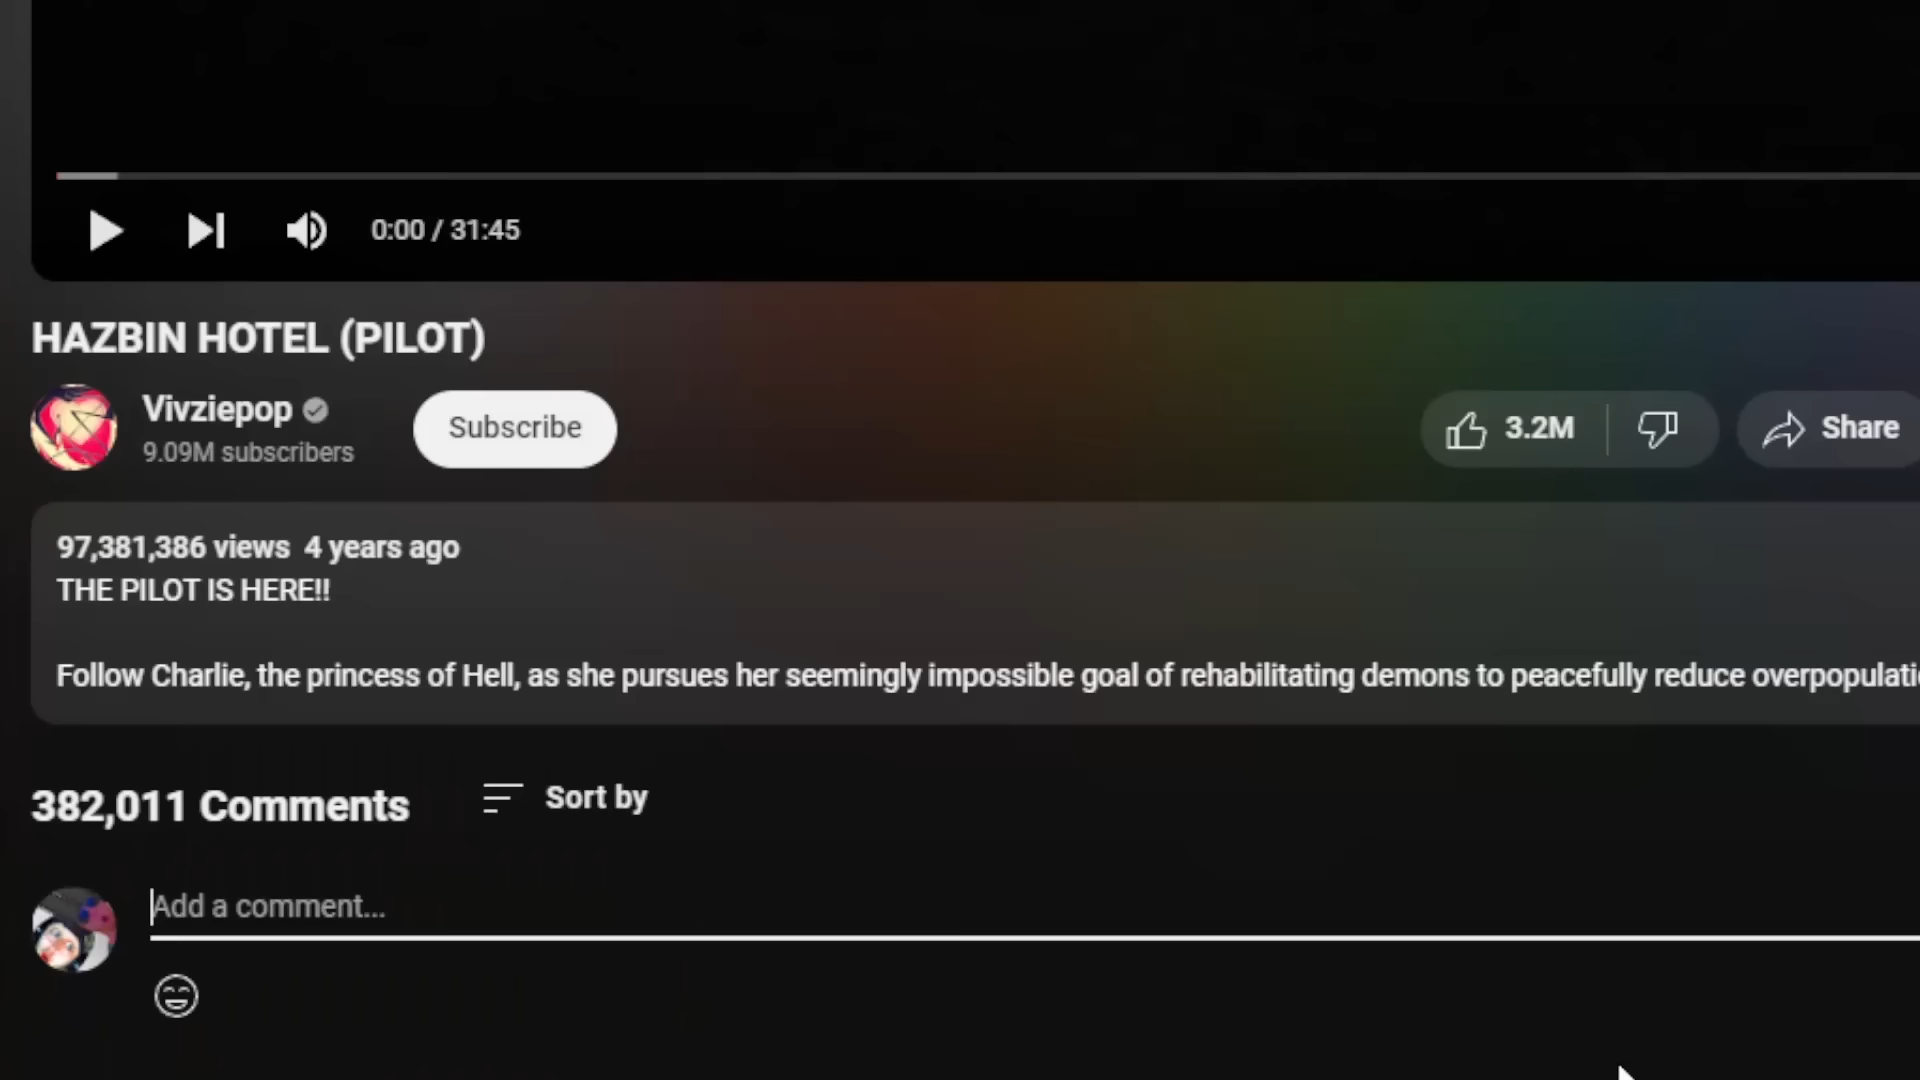 0:00 / 31:45
HAZBIN HOTEL (PILOT)
Vivziepop
9.09M subscribers
Subscribe
3.2M
Share
97,381,386 views 4 years ago
THE PILOT IS HERE!!
Follow Charlie, the princess of Hell, as she pursues her seemingly impossible goal of rehabilitating demons to peacefully reduce overpopulati
382,011 Comments
Sort by
Add a comment...